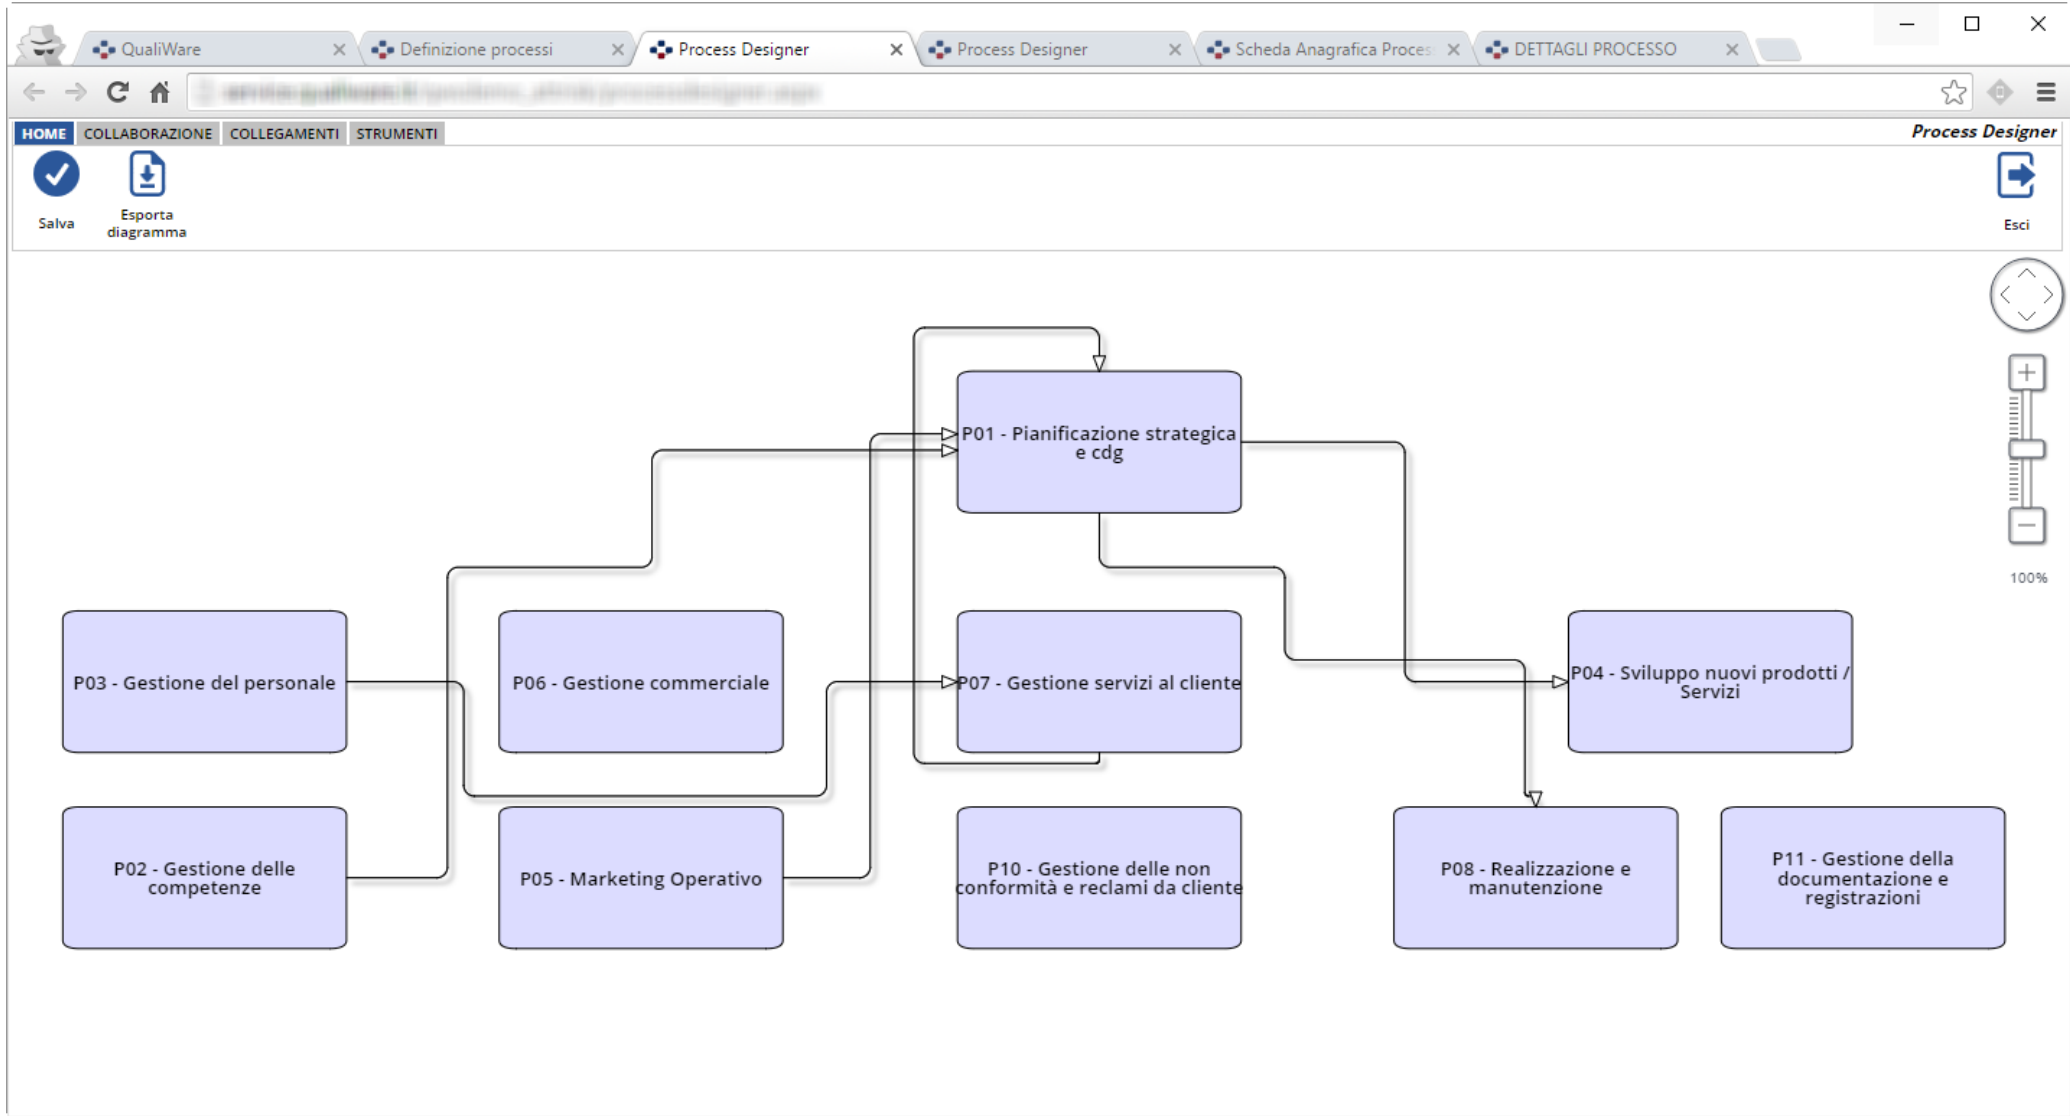 QualiWare
Definizione processi
Process Designer
Process Designer
Scheda Anagrafica Proces
DETTAGLI PROCESSO
HOME
COLLABORAZIONE
COLLEGAMENTI
STRUMENTI
Process Designer
Salva
Esporta
diagramma
Esci
100%
P01 - Pianificazione strategica
e cdg
P03 - Gestione del personale
P06 - Gestione commerciale
P07 - Gestione servizi al cliente
P04 - Sviluppo nuovi prodotti /
Servizi
P02 - Gestione delle
competenze
P05 - Marketing Operativo
P10 - Gestione delle non
conformità e reclami da cliente
P08 - Realizzazione e
manutenzione
P11 - Gestione della
documentazione e
registrazioni